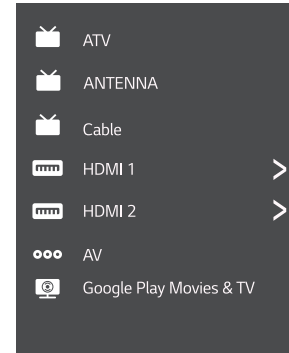 ATV
ANTENNA
Cable
HDMI 1
HDMI 2
AV
Google Play Movies & TV